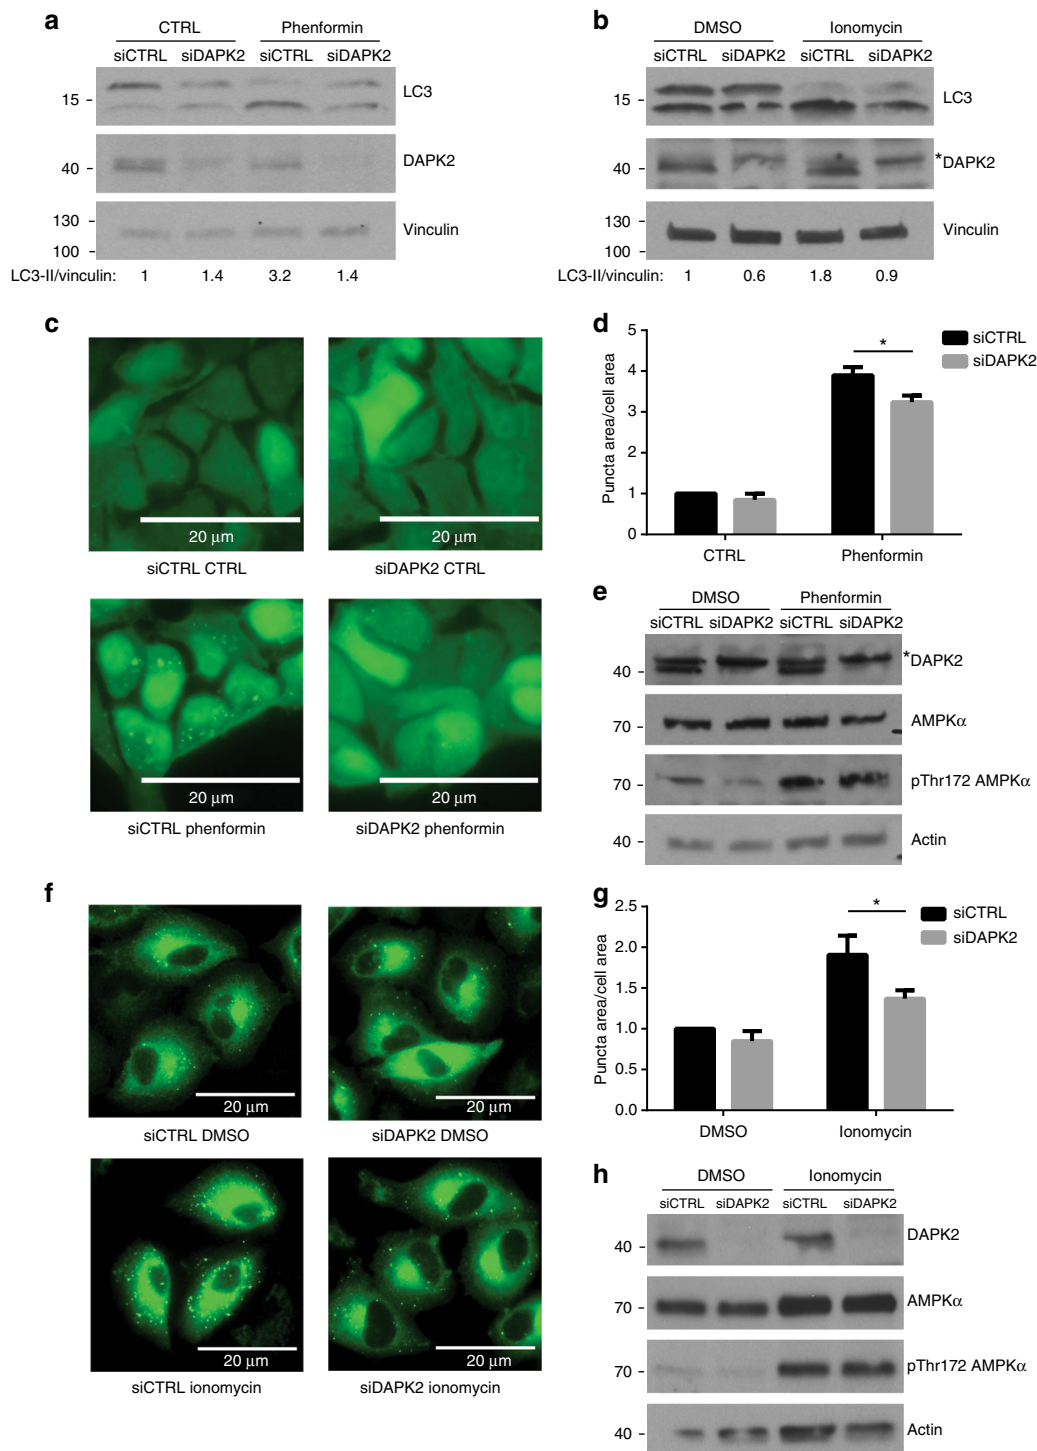 a
CTRL Phenformin
siCTRL siDAPK2 siCTRL siDAPK2
15 LC3
40 DAPK2
130 Vinculin
100
LC3-II/vinculin: 1 1.4 3.2 1.4
b
DMSO Ionomycin
siCTRL siDAPK2 siCTRL siDAPK2
15 LC3
40 *DAPK2
130 Vinculin
100
LC3-II/vinculin: 1 0.6 1.8 0.9
c
20 μm 20 μm
siCTRL CTRL siDAPK2 CTRL
20 μm 20 μm
siCTRL phenformin siDAPK2 phenformin
d
Puncta area/cell area
5
4
3
2
1
0
*
siCTRL
siDAPK2
CTRL Phenformin
e
DMSO Phenformin
siCTRL siDAPK2 siCTRL siDAPK2
40 *DAPK2
70 AMPKα
70 pThr172 AMPKα
40 Actin
f
20 μm 20 μm
siCTRL DMSO siDAPK2 DMSO
20 μm 20 μm
siCTRL ionomycin siDAPK2 ionomycin
g
Puncta area/cell area
2.5
2.0
1.5
1.0
0.5
0.0
*
siCTRL
siDAPK2
DMSO Ionomycin
h
DMSO Ionomycin
siCTRL siDAPK2 siCTRL siDAPK2
40 DAPK2
70 AMPKα
70 pThr172 AMPKα
40 Actin